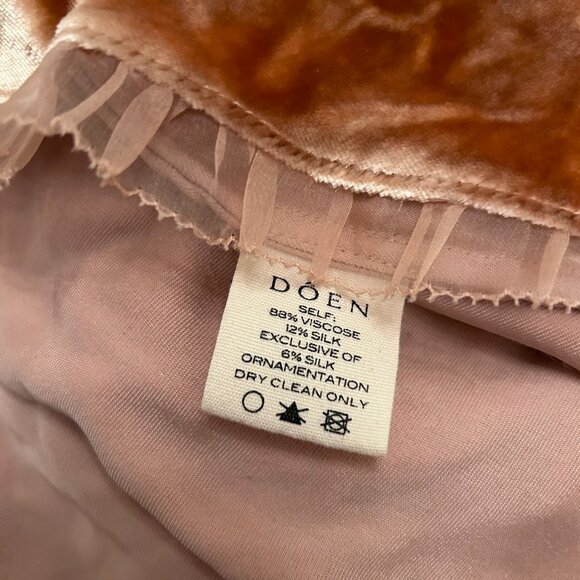 DÔEN
SELF:
88% VISCOSE
12% SILK
EXCLUSIVE OF
6% SILK
ORNAMENTATION
DRY CLEAN ONLY